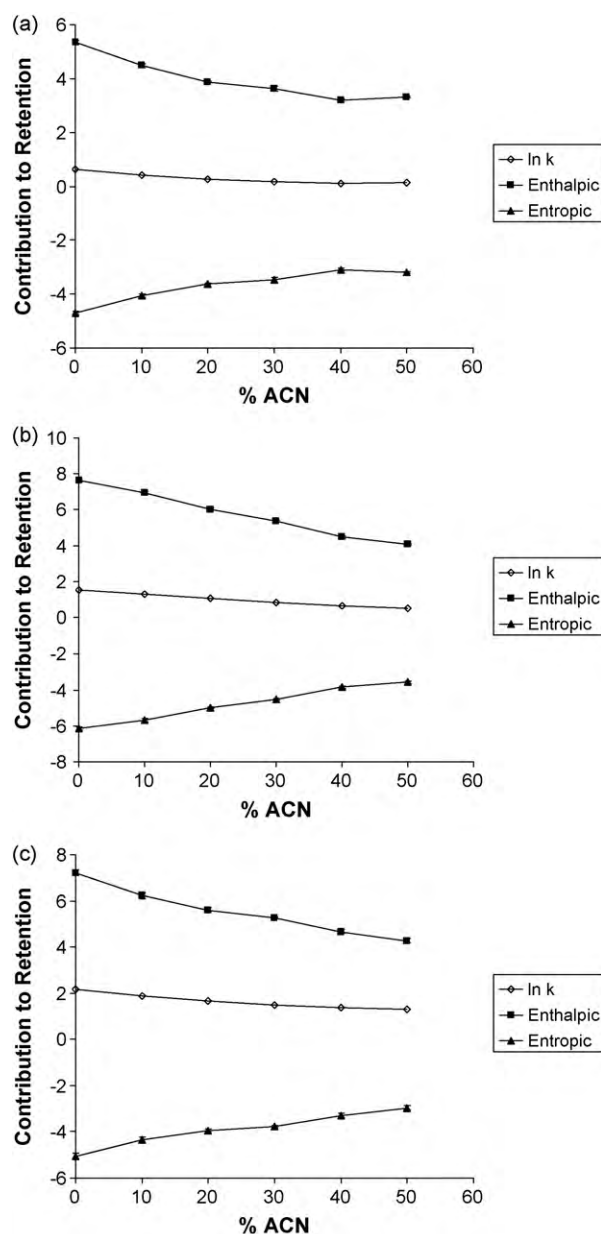 (a)
Contribution to Retention
6
4
2
0
-2
-4
-6
0 10 20 30 40 50 60
% ACN
ln k
Enthalpic
Entropic
(b)
Contribution to Retention
10
8
6
4
2
0
-2
-4
-6
-8
0 10 20 30 40 50 60
% ACN
ln k
Enthalpic
Entropic
(c)
Contribution to Retention
8
6
4
2
0
-2
-4
-6
0 10 20 30 40 50 60
% ACN
ln k
Enthalpic
Entropic